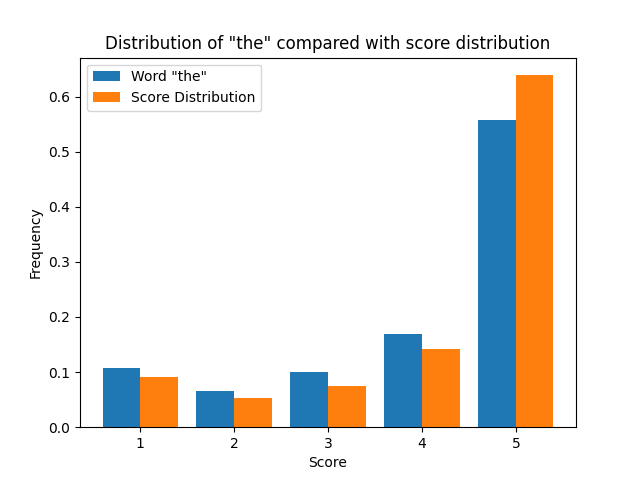 Distribution of "the" compared with score distribution
Word "the"
Score Distribution
0.6
0.5
0.4
0.3
0.2
0.1
0.0
Frequency
1 2 3 4 5
Score